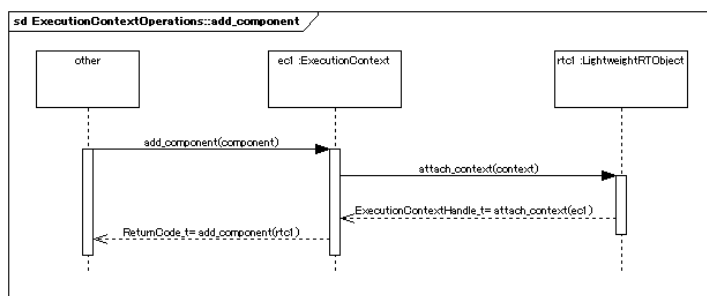 sd ExecutionContextOperations::add_component
other
ec1 :ExecutionContext
rtc1 :LightweightRTObject
add_component(component)
attach_context(context)
ExecutionContextHandle_t= attach_context(ec1)
ReturnCode_t= add_component(rtc1)